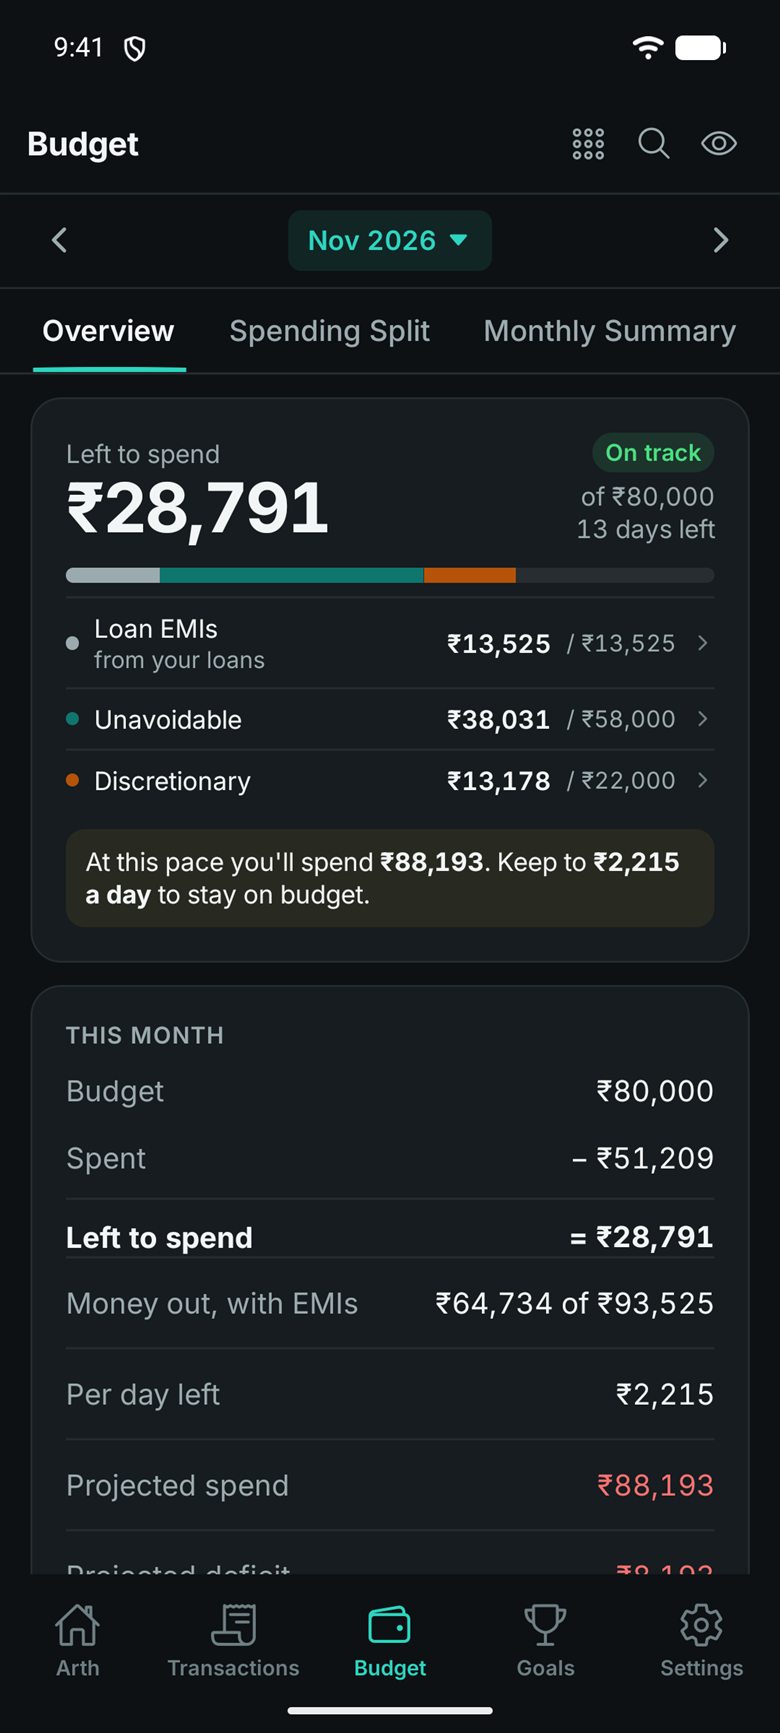 9:41
Budget
Nov 2026
Overview Spending Split Monthly Summary
Left to spend
On track
₹28,791
of ₹80,000
13 days left
Loan EMIs
from your loans
₹13,525 / ₹13,525
Unavoidable ₹38,031 / ₹58,000
Discretionary ₹13,178 / ₹22,000
At this pace you'll spend ₹88,193. Keep to ₹2,215
a day to stay on budget.
THIS MONTH
Budget ₹80,000
Spent – ₹51,209
Left to spend = ₹28,791
Money out, with EMIs ₹64,734 of ₹93,525
Per day left ₹2,215
Projected spend ₹88,193
Projected deficit ₹8,193
Arth Transactions Budget Goals Settings